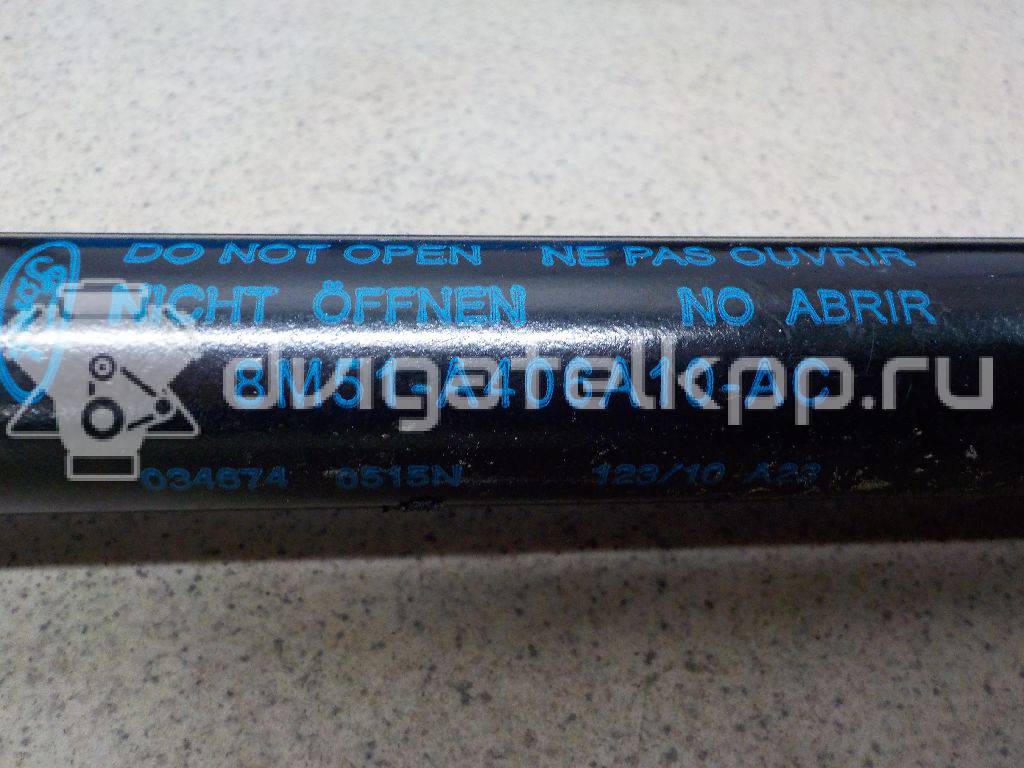 DO NOT OPEN NE PAS OUVRIR
NICHT ÖFFNEN NO ABRIR
8M51-A406A10-AC
034674 0515N 123/10 A23
dvigatelkpp.ru